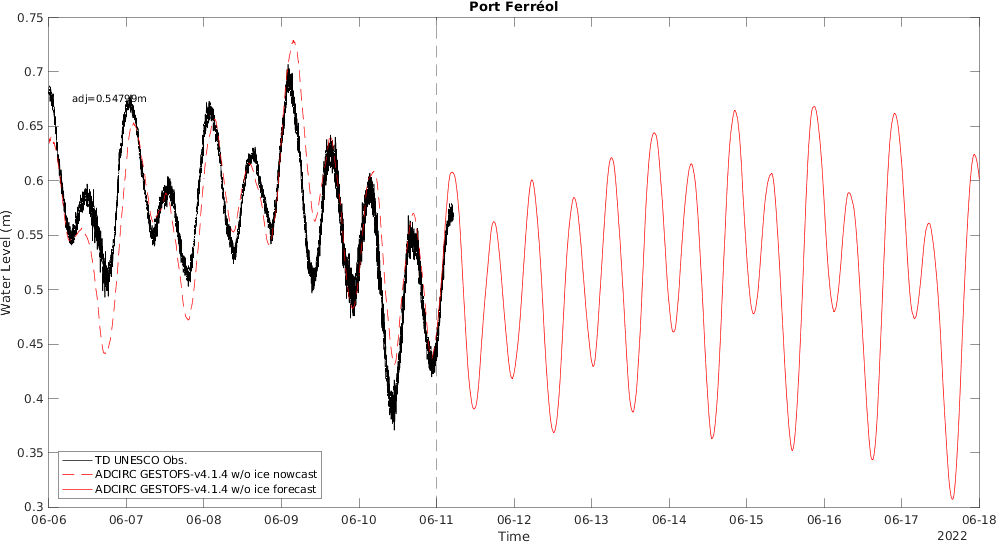 Port Ferréol
0.75
0.7
0.65
0.6
0.55
0.5
0.45
0.4
0.35
0.3
Water Level (m)
adj=0.54799m
TD UNESCO Obs.
ADCIRC GESTOFS-v4.1.4 w/o ice nowcast
ADCIRC GESTOFS-v4.1.4 w/o ice forecast
06-06 06-07 06-08 06-09 06-10 06-11 06-12 06-13 06-14 06-15 06-16 06-17 06-18
Time
2022